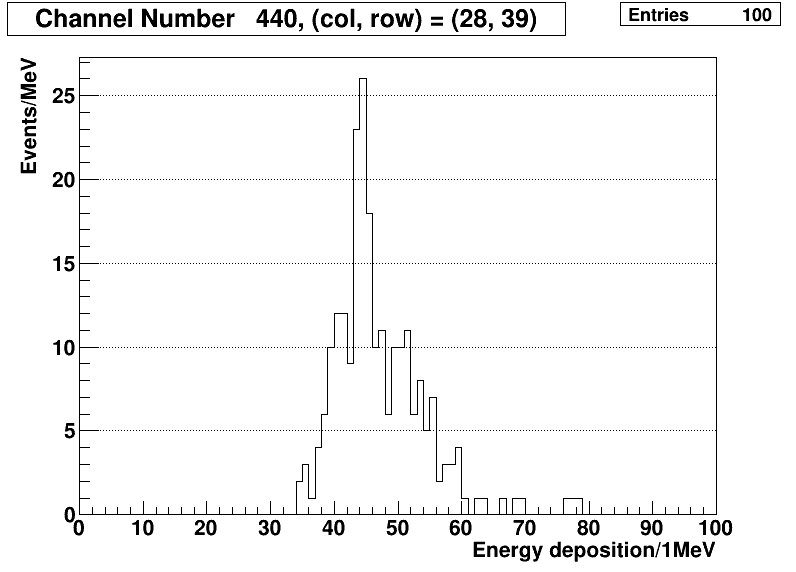 Channel Number 440, (col, row) = (28, 39)
Entries 100
Events/MeV
25
20
15
10
5
0
0 10 20 30 40 50 60 70 80 90 100
Energy deposition/1MeV